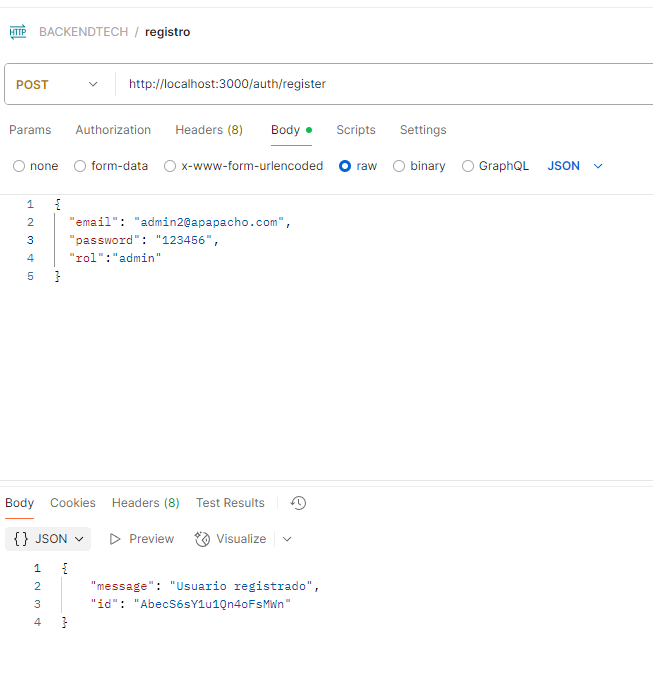 HTTP BACKENDTECH / registro
POST http://localhost:3000/auth/register
Params Authorization Headers (8) Body Scripts Settings
none form-data x-www-form-urlencoded raw binary GraphQL JSON
1 {
2 "email": "admin2@apapacho.com",
3 "password": "123456",
4 "rol":"admin"
5 }
Body Cookies Headers (8) Test Results
{} JSON Preview Visualize
1 {
2 "message": "Usuario registrado",
3 "id": "AbecS6sY1u1Qn4oFsMWn"
4 }